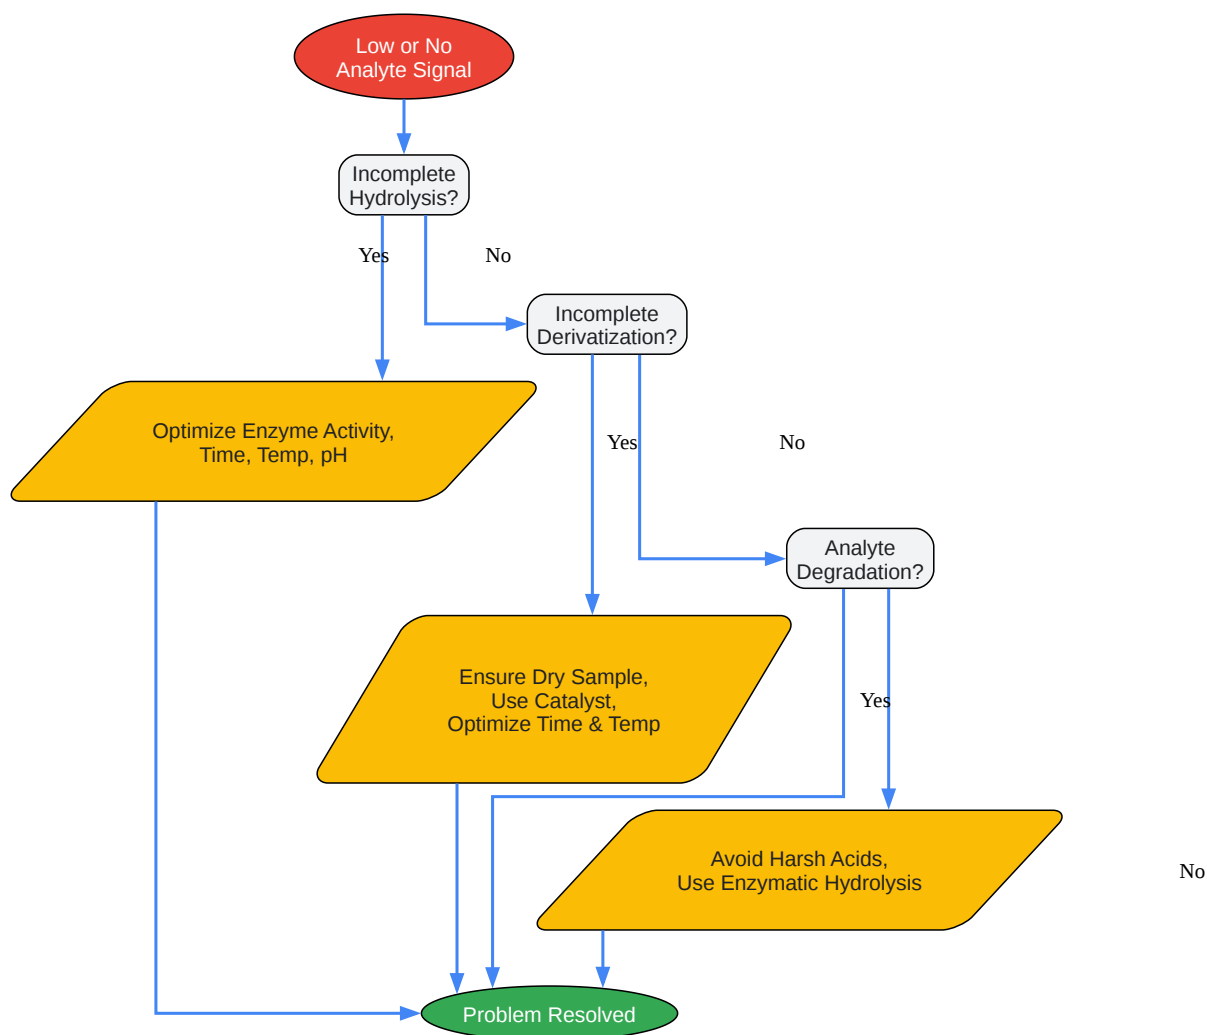 Low or No
Analyte Signal
Incomplete
Hydrolysis?
Yes
No
Incomplete
Derivatization?
Optimize Enzyme Activity,
Time, Temp, pH
Yes
No
Analyte
Degradation?
Ensure Dry Sample,
Use Catalyst,
Optimize Time & Temp
Yes
Avoid Harsh Acids,
Use Enzymatic Hydrolysis
No
Problem Resolved